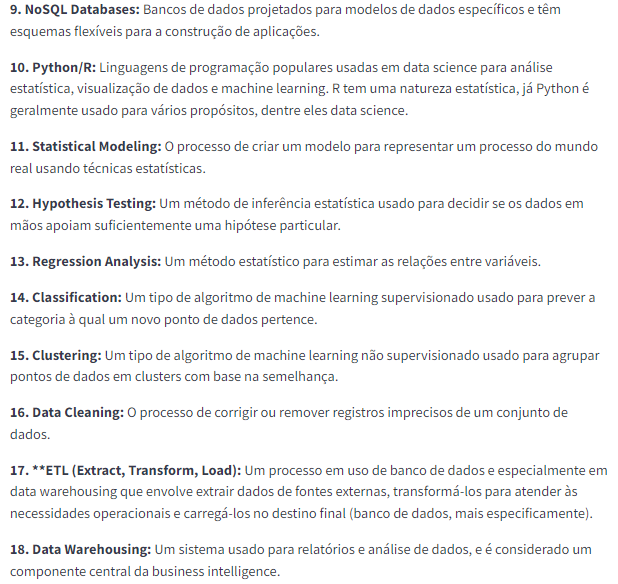 9. NoSQL Databases: Bancos de dados projetados para modelos de dados específicos e têm
esquemas flexíveis para a construção de aplicações.
10. Python/R: Linguagens de programação populares usadas em data science para análise
estatística, visualização de dados e machine learning. R tem uma natureza estatística, já Python é
geralmente usado para vários propósitos, dentre eles data science.
11. Statistical Modeling: O processo de criar um modelo para representar um processo do mundo
real usando técnicas estatísticas.
12. Hypothesis Testing: Um método de inferência estatística usado para decidir se os dados em
mãos apoiam suficientemente uma hipótese particular.
13. Regression Analysis: Um método estatístico para estimar as relações entre variáveis.
14. Classification: Um tipo de algoritmo de machine learning supervisionado usado para prever a
categoria à qual um novo ponto de dados pertence.
15. Clustering: Um tipo de algoritmo de machine learning não supervisionado usado para agrupar
pontos de dados em clusters com base na semelhança.
16. Data Cleaning: O processo de corrigir ou remover registros imprecisos de um conjunto de
dados.
17. **ETL (Extract, Transform, Load): Um processo em uso de banco de dados e especialmente em
data warehousing que envolve extrair dados de fontes externas, transformá-los para atender às
necessidades operacionais e carregá-los no destino final (banco de dados, mais especificamente).
18. Data Warehousing: Um sistema usado para relatórios e análise de dados, e é considerado um
componente central da business intelligence.